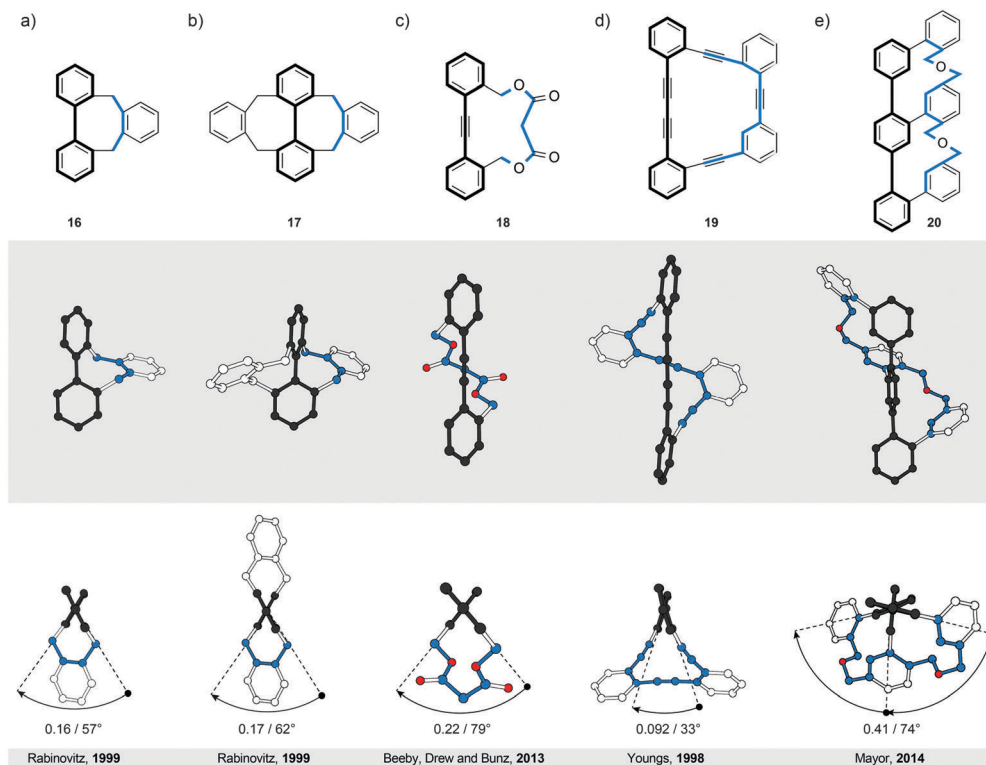 a) b) c) d) e)
O
O
O
O
O
O
16 17 18 19 20
0.16 / 57° 0.17 / 62° 0.22 / 79° 0.092 / 33° 0.41 / 74°
Rabinovitz, 1999 Rabinovitz, 1999 Beeby, Drew and Bunz, 2013 Youngs, 1998 Mayor, 2014